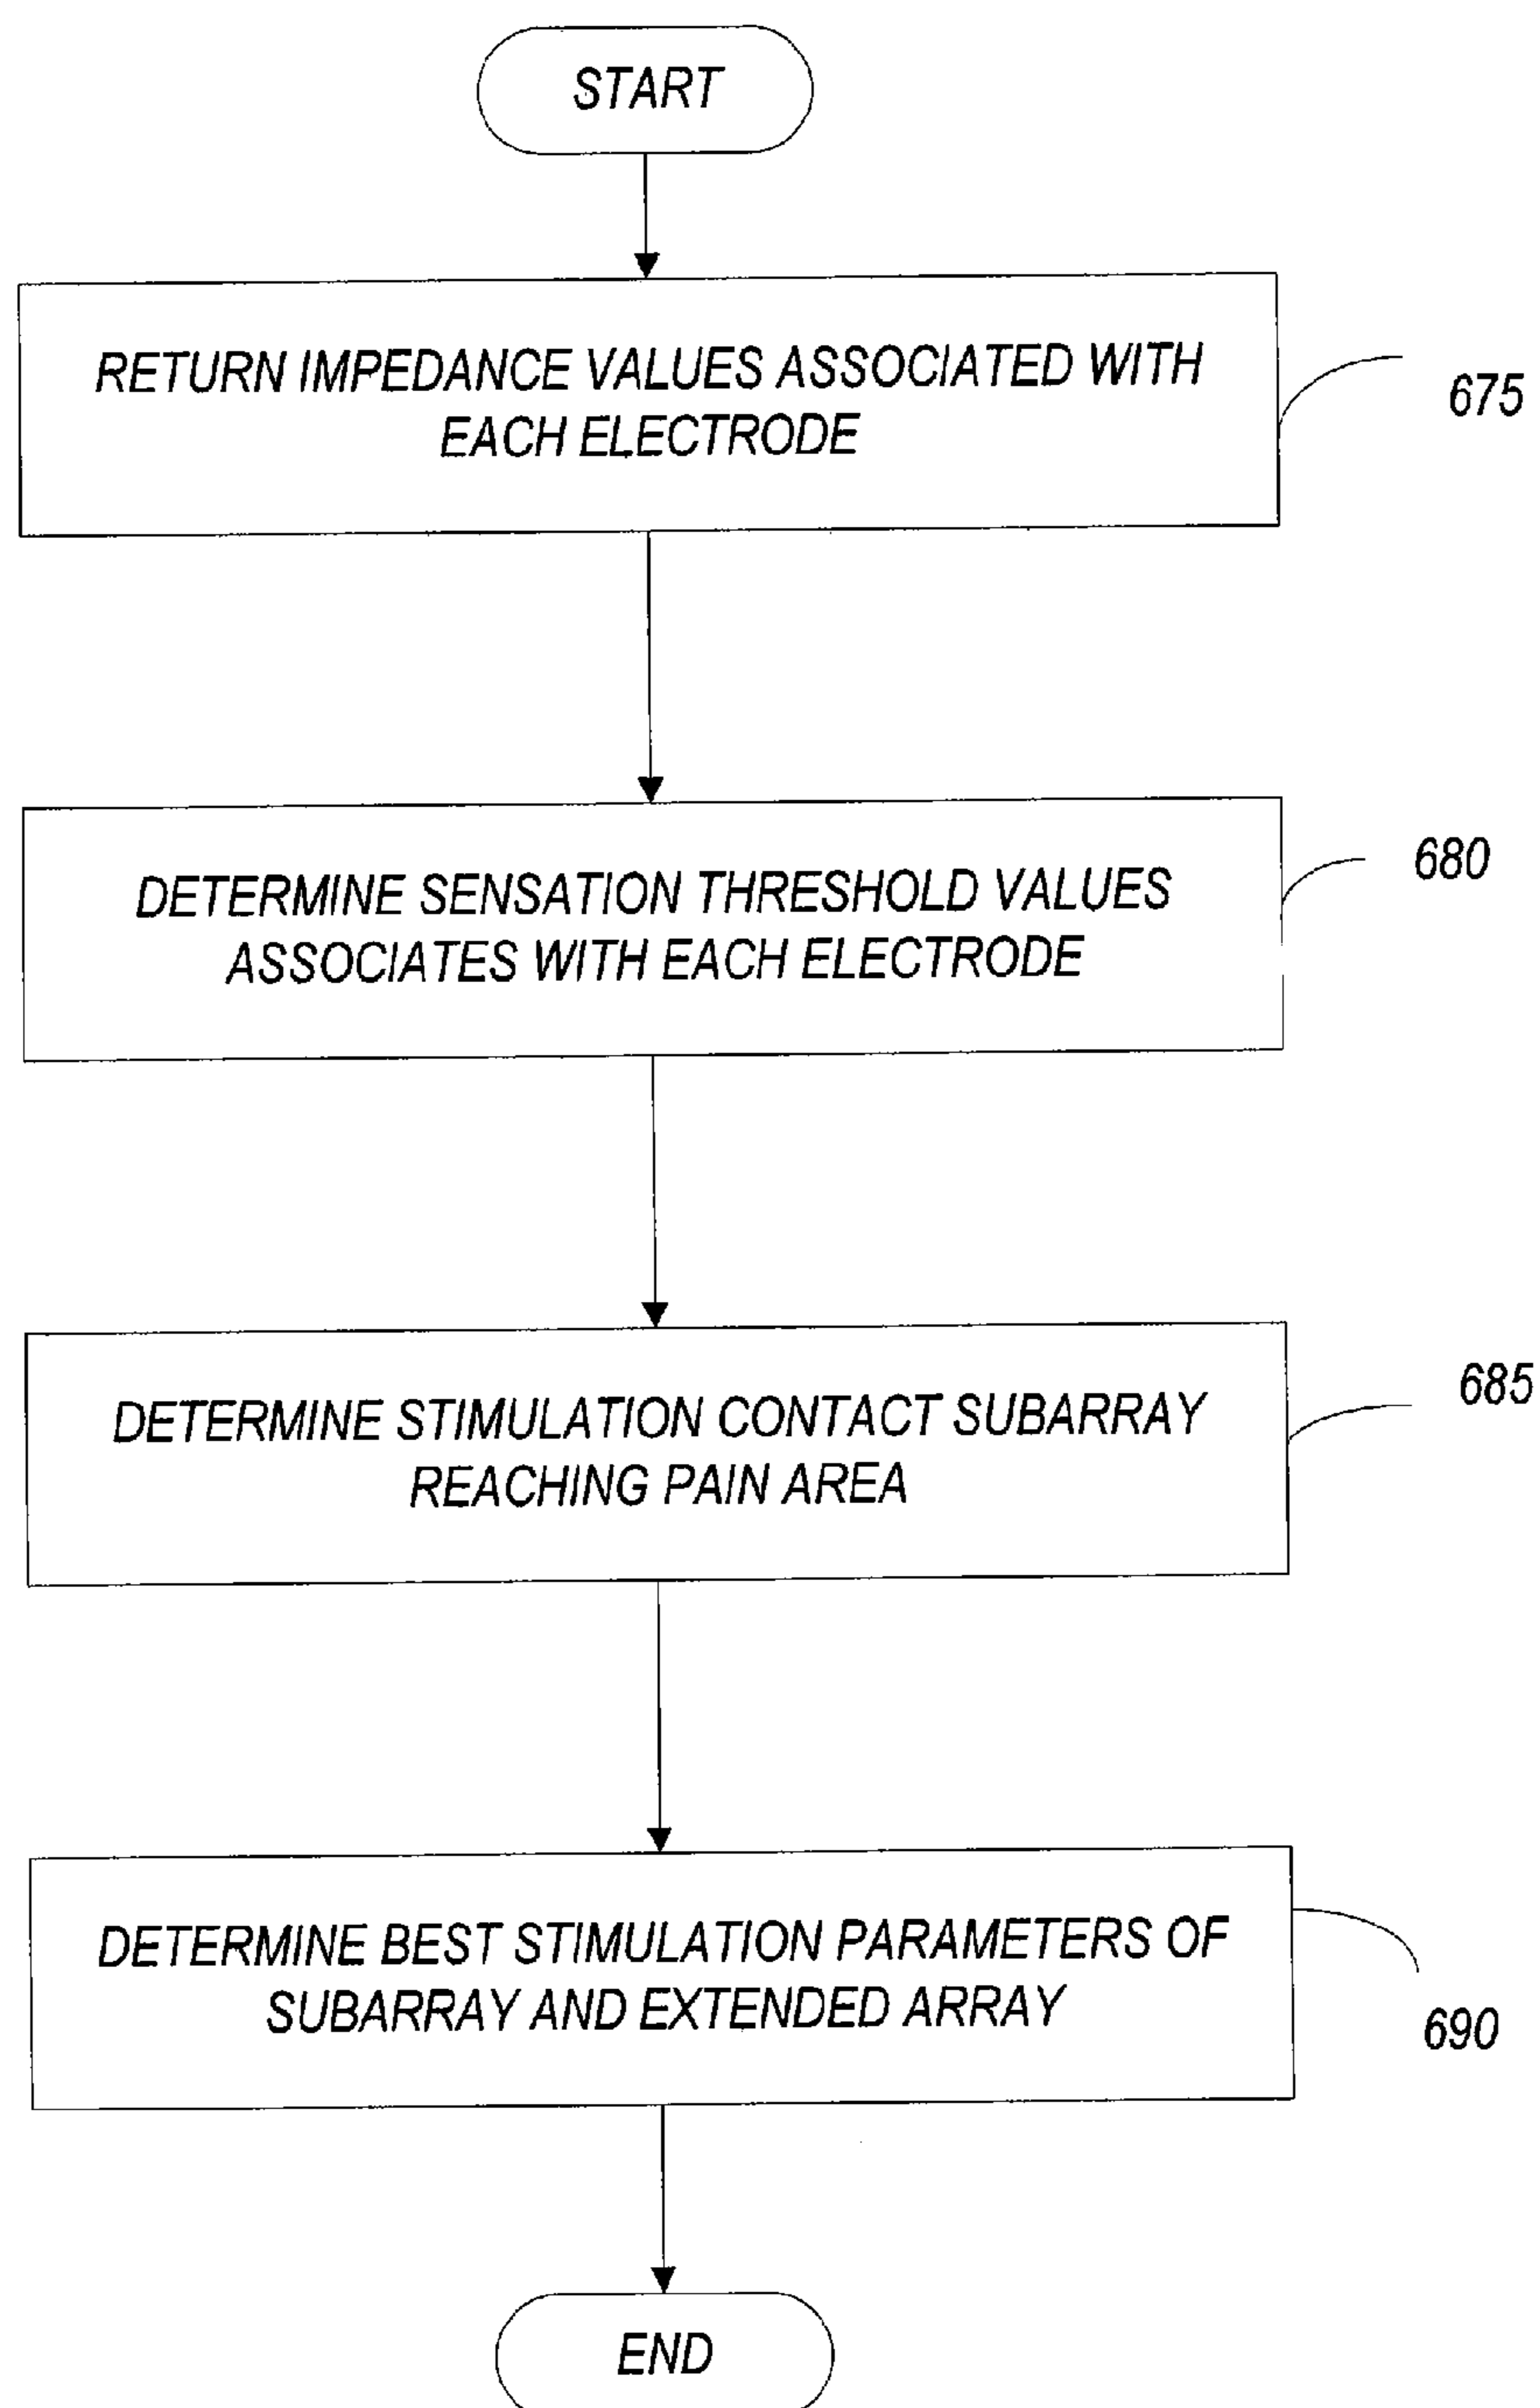 START
RETURN IMPEDANCE VALUES ASSOCIATED WITH
EACH ELECTRODE
675
DETERMINE SENSATION THRESHOLD VALUES
ASSOCIATES WITH EACH ELECTRODE
680
DETERMINE STIMULATION CONTACT SUBARRAY
REACHING PAIN AREA
685
DETERMINE BEST STIMULATION PARAMETERS OF
SUBARRAY AND EXTENDED ARRAY
690
END